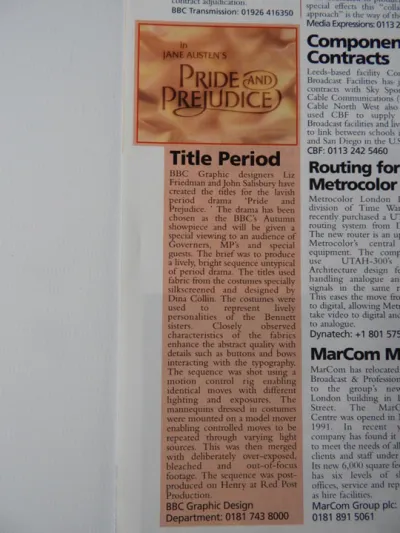 contract adjudication.
BBC Transmission: 01926 416350
in
JANE AUSTEN'S
PRIDE AND
PREJUDICE
Title Period
BBC Graphic designers Liz
Friedman and John Salisbury have
created the titles for the lavish
period drama 'Pride and
Prejudice.' The drama has been
chosen as the BBC's Autumn
showpiece and will be given a
special viewing to an audience of
Governers, MP's and special
guests. The brief was to produce
a lively, bright sequence untypical
of period drama. The titles used
fabric from the costumes specially
silkscreened and designed by
Dina Collin. The costumes were
used to represent lively
personalities of the Bennett
sisters. Closely observed
characteristics of the fabrics
enhance the abstract quality with
details such as buttons and bows
interacting with the typography.
The sequence was shot using a
motion control rig enabling
identical moves with different
lighting and exposures. The
mannequins dressed in costumes
were mounted on a model mover
enabling controlled moves to be
repeated through varying light
sources. This was then merged
with deliberately over-exposed,
bleached and out-of-focus
footage. The sequence was post-
produced on Henry at Red Post
Production.
BBC Graphic Design
Department: 0181 743 8000
special effects this "colla
approach" is the way of th
Media Expressions: 0113 2
Componen
Contracts
Leeds-based facility Co
Broadcast Facilities has
contracts with Sky Spor
Cable Communications (
Cable North West also
used CBF to supply
Broadcast facilities and liv
to link between schools i
and San Diego in the U.S
CBF: 0113 242 5460
Routing for
Metrocolor
Metrocolor London
division of Time War
recently purchased a UT
routing system from D
The new router is an up
Metrocolor's central
equipment. The comp
use UTAH-300's
Architecture design fe
handling analogue an
signals in the same r
This eases the move fro
to digital, allowing Metr
take video to digital and
to analogue.
Dynatech: +1 801 575
MarCom M
MarCom has relocated
Broadcast & Profession
to the group's new
London building in
Street. The MarC
Centre was opened in
1991. In recent y
company has found it
to meet the needs of all
clients and staff under
Its new 6,000 square fee
has six levels of s
offices, service and rep
as hire facilities.
MarCom Group plc:
0181 891 5061